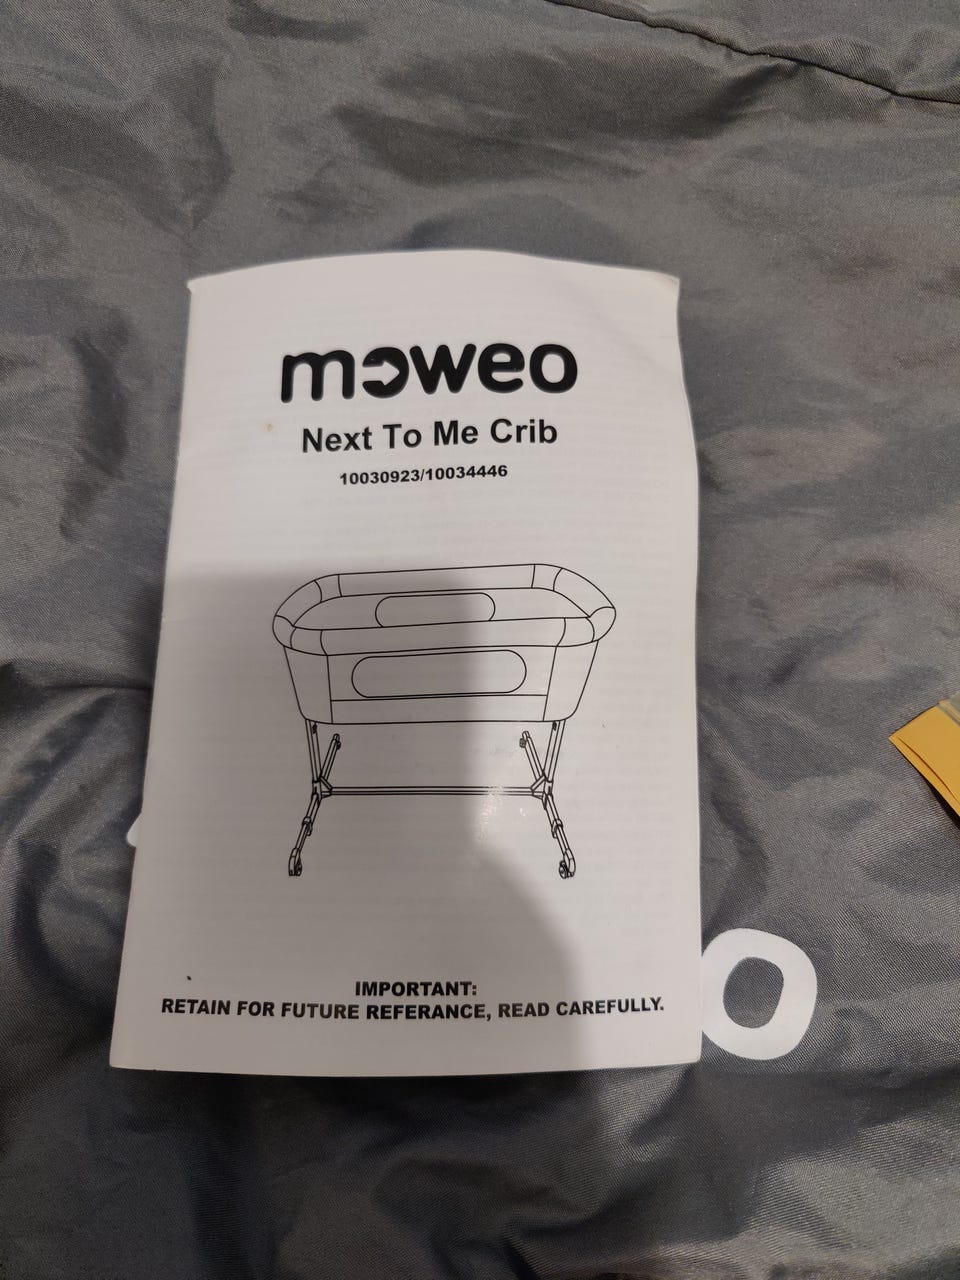 moweo
Next To Me Crib
10030923/10034446
IMPORTANT:
RETAIN FOR FUTURE REFERANCE, READ CAREFULLY.
o